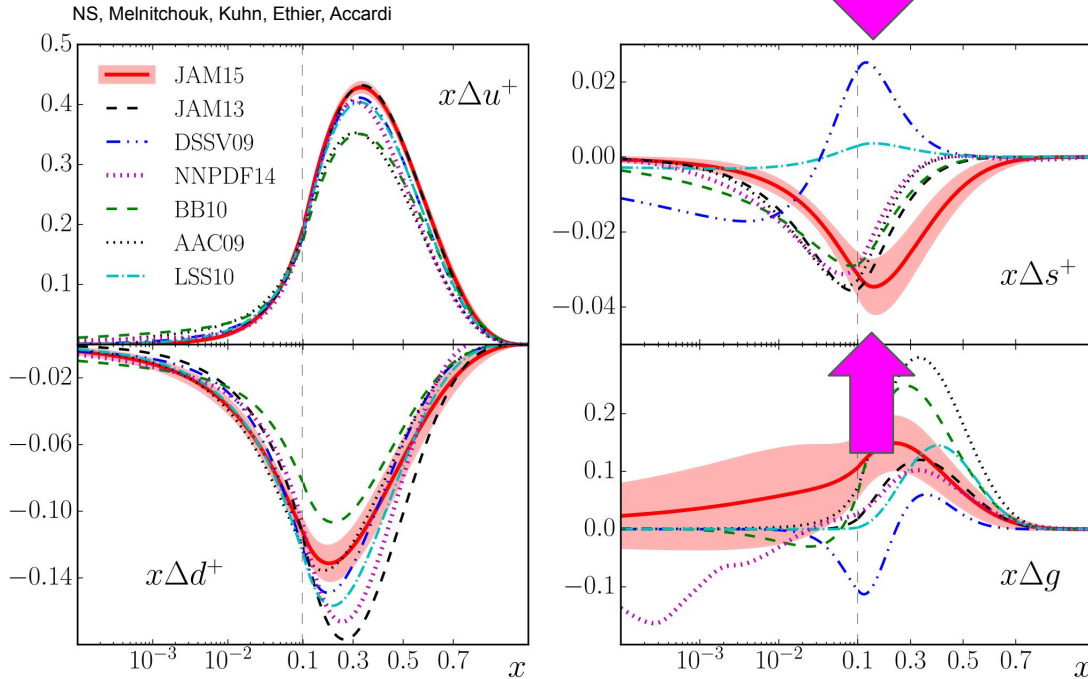 NS, Melnitchouk, Kuhn, Ethier, Accardi
0.5
0.4
0.3
0.2
0.1
JAM15
JAM13
DSSV09
NNPDF14
BB10
AAC09
LSS10
xΔu⁺
0.02
0.00
−0.02
−0.04
xΔs⁺
−0.02
−0.06
−0.10
−0.14
xΔd⁺
10⁻³ 10⁻² 0.1 0.3 0.5 0.7 x
0.2
0.1
0.0
−0.1
xΔg
10⁻³ 10⁻² 0.1 0.3 0.5 0.7 x